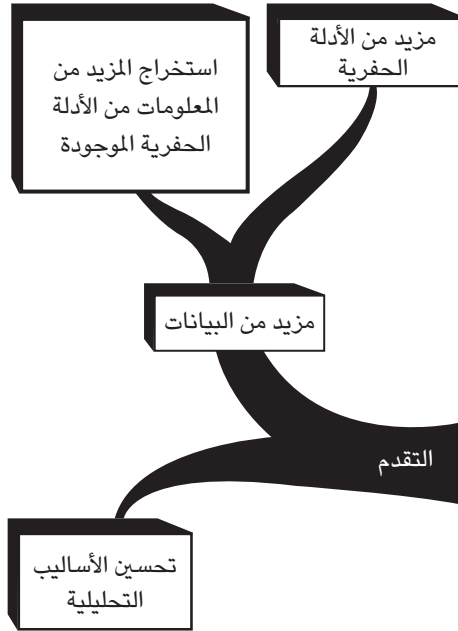 مزيد من الأدلة
الحفرية
استخراج المزيد من
المعلومات من الأدلة
الحفرية الموجودة
مزيد من البيانات
التقدم
تحسين الأساليب
التحليلية